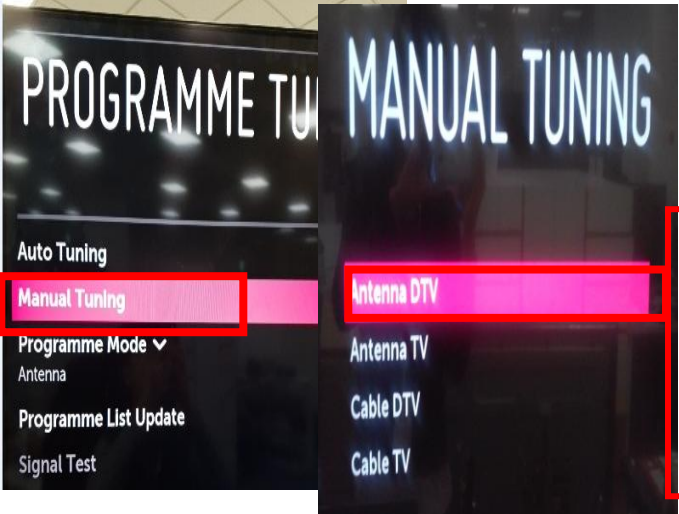 PROGRAMME TU
Auto Tuning
Manual Tuning
Programme Mode
Antenna
Programme List Update
Signal Test
MANUAL TUNING
Antenna DTV
Antenna TV
Cable DTV
Cable TV